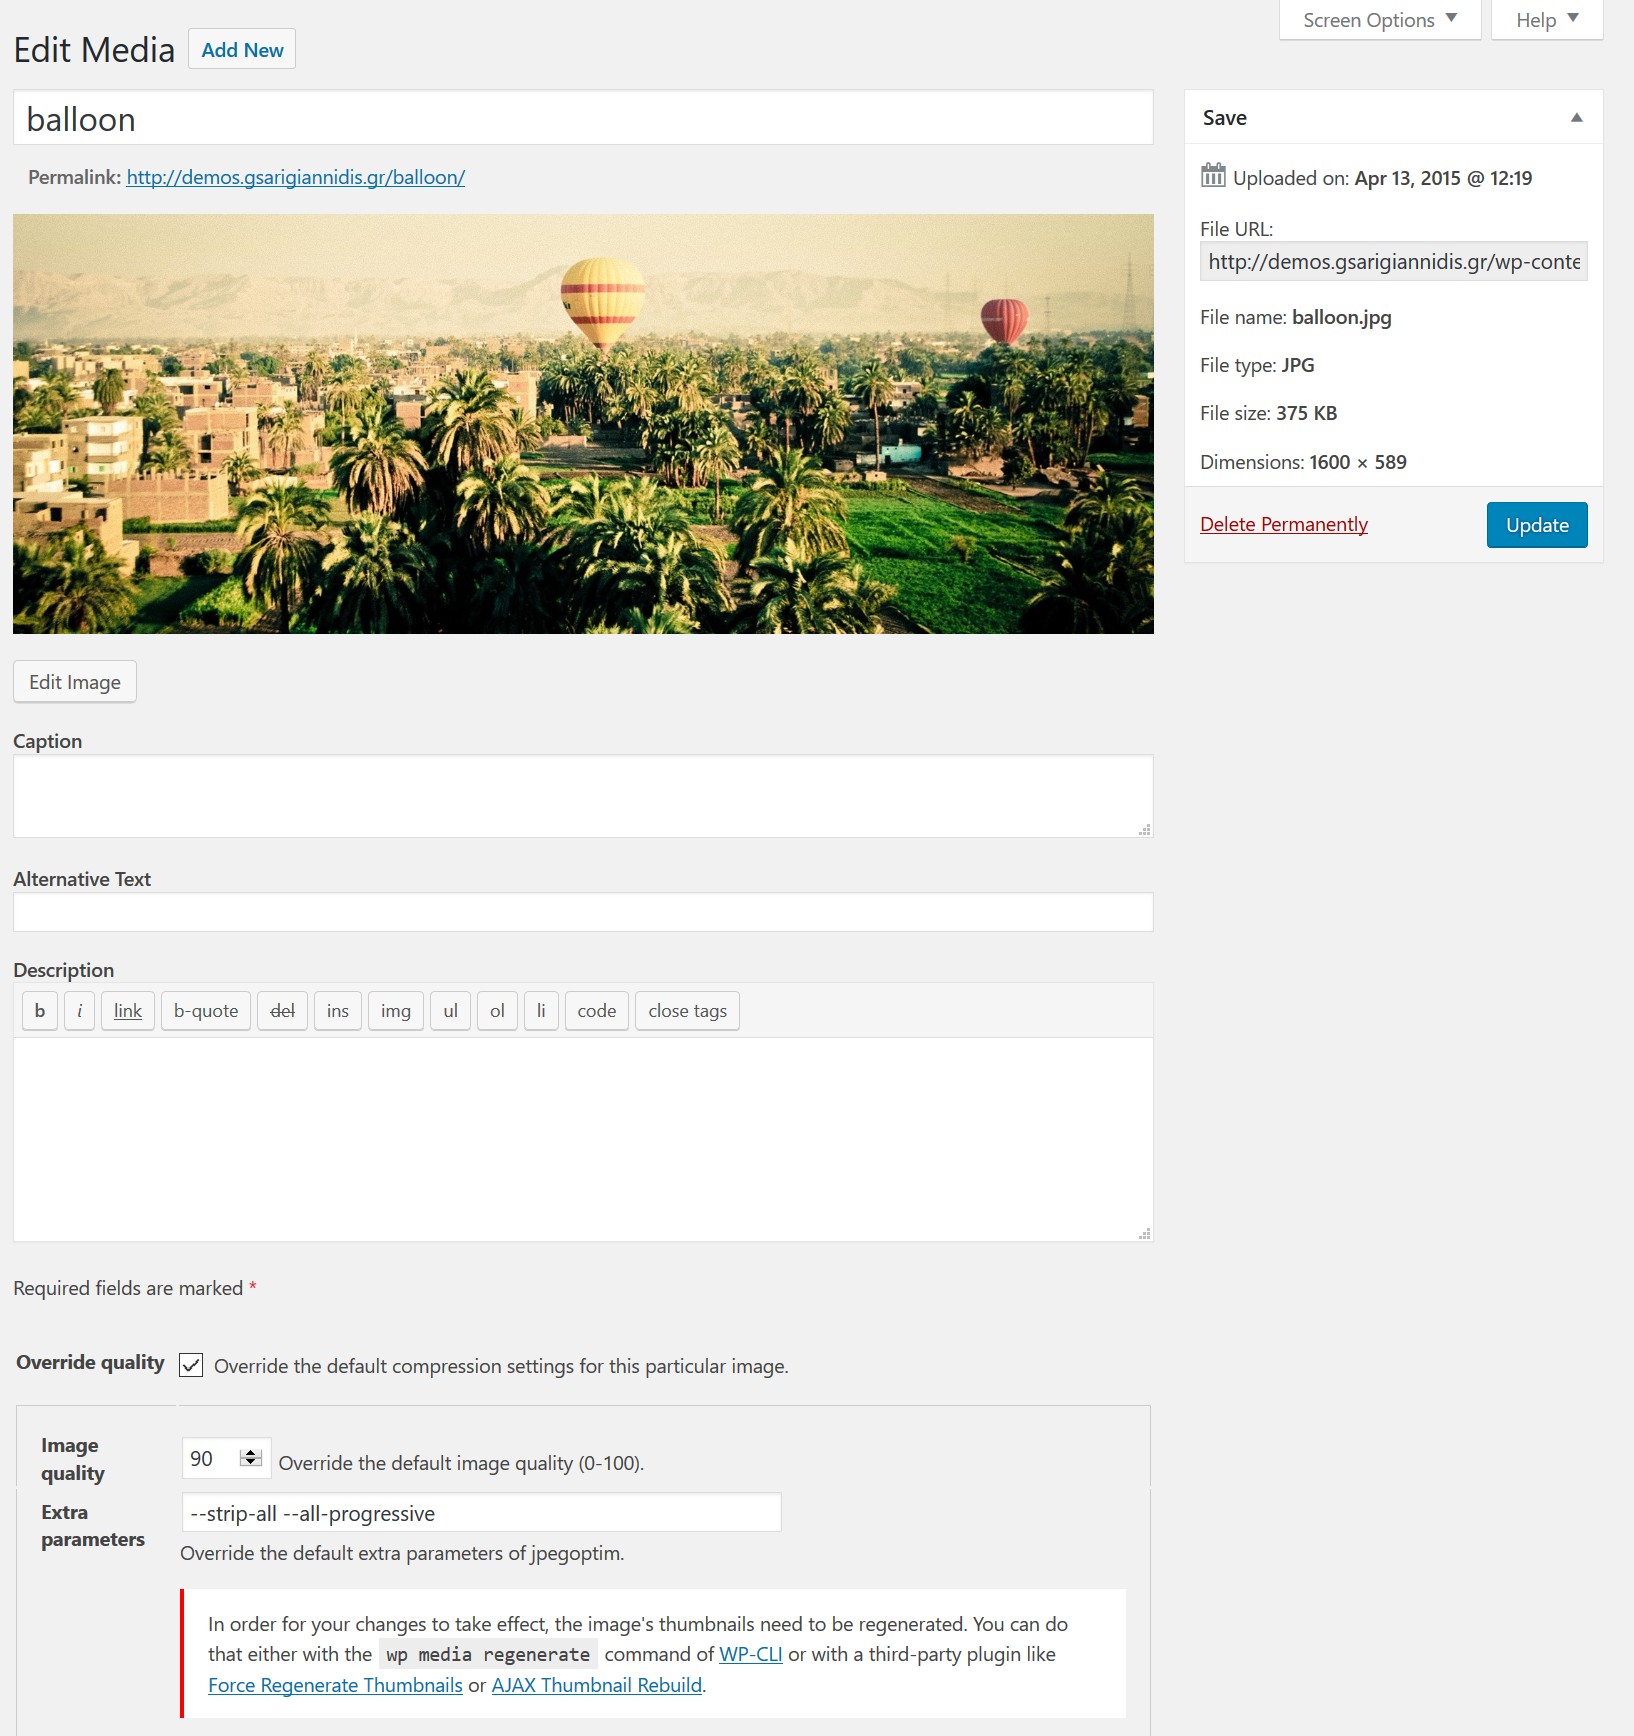 Screen Options
Help
Edit Media
Add New
balloon
Permalink: http://demos.gsarigiannidis.gr/balloon/
Edit Image
Caption
Alternative Text
Description
b i link b-quote del ins img ul ol li code close tags
Required fields are marked *
Override quality Override the default compression settings for this particular image.
Image quality
90 Override the default image quality (0-100).
Extra parameters
--strip-all --all-progressive
Override the default extra parameters of jpegoptim.
In order for your changes to take effect, the image's thumbnails need to be regenerated. You can do
that either with the wp media regenerate command of WP-CLI or with a third-party plugin like
Force Regenerate Thumbnails or AJAX Thumbnail Rebuild.
Save
Uploaded on: Apr 13, 2015 @ 12:19
File URL:
http://demos.gsarigiannidis.gr/wp-conte
File name: balloon.jpg
File type: JPG
File size: 375 KB
Dimensions: 1600 × 589
Delete Permanently
Update